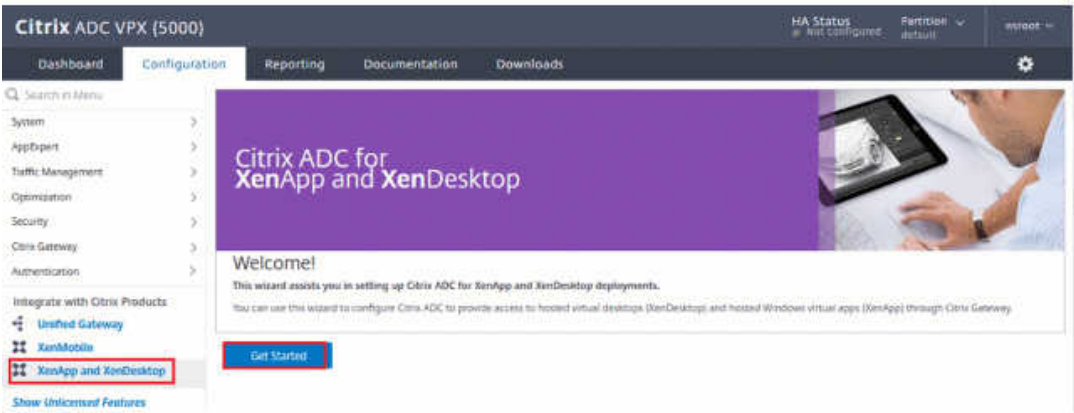 Citrix ADC VPX (5000)
HA Status
Not configured
Partition
default
nsroot
Dashboard Configuration Reporting Documentation Downloads
Search in Menu
System
AppExpert
Traffic Management
Optimization
Security
Citrix Gateway
Authentication
Integrate with Citrix Products
Unified Gateway
XenMobile
XenApp and XenDesktop
Show Unlicensed Features
Citrix ADC for
XenApp and XenDesktop
Welcome!
This wizard assists you in setting up Citrix ADC for XenApp and XenDesktop deployments.
You can use this wizard to configure Citrix ADC to provide access to hosted virtual desktops (XenDesktop) and hosted Windows virtual apps (XenApp) through Citrix Gateway.
Get Started